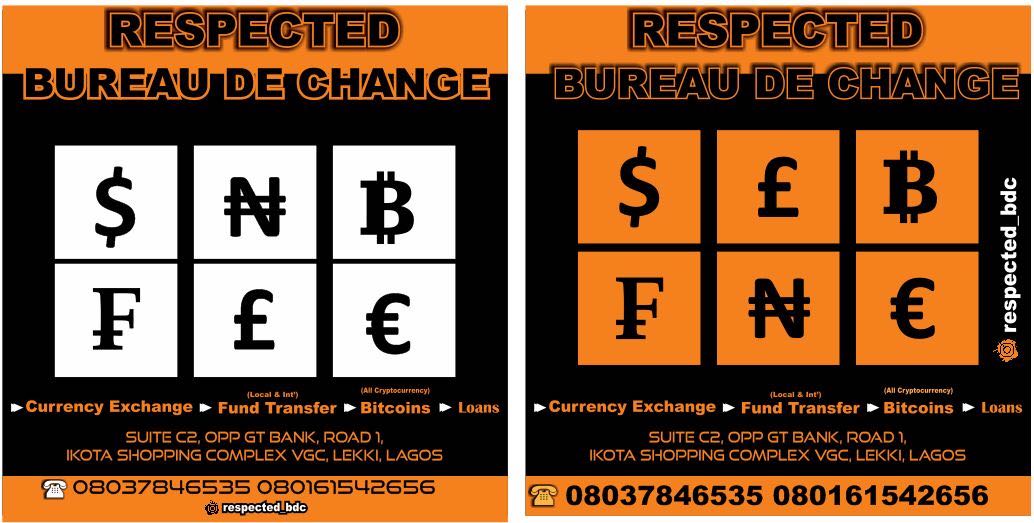 RESPECTED
BUREAU DE CHANGE
$ ₦ ₿
₣ £ €
(Local & Int') (All Cryptocurrency)
Currency Exchange Fund Transfer Bitcoins Loans
SUITE C2, OPP GT BANK, ROAD 1,
IKOTA SHOPPING COMPLEX VGC, LEKKI, LAGOS
08037846535 080161542656
respected_bdc
RESPECTED
BUREAU DE CHANGE
$ £ ₿
₣ ₦ €
respected_bdc
(Local & Int') (All Cryptocurrency)
Currency Exchange Fund Transfer Bitcoins Loans
SUITE C2, OPP GT BANK, ROAD 1,
IKOTA SHOPPING COMPLEX VGC, LEKKI, LAGOS
08037846535 080161542656